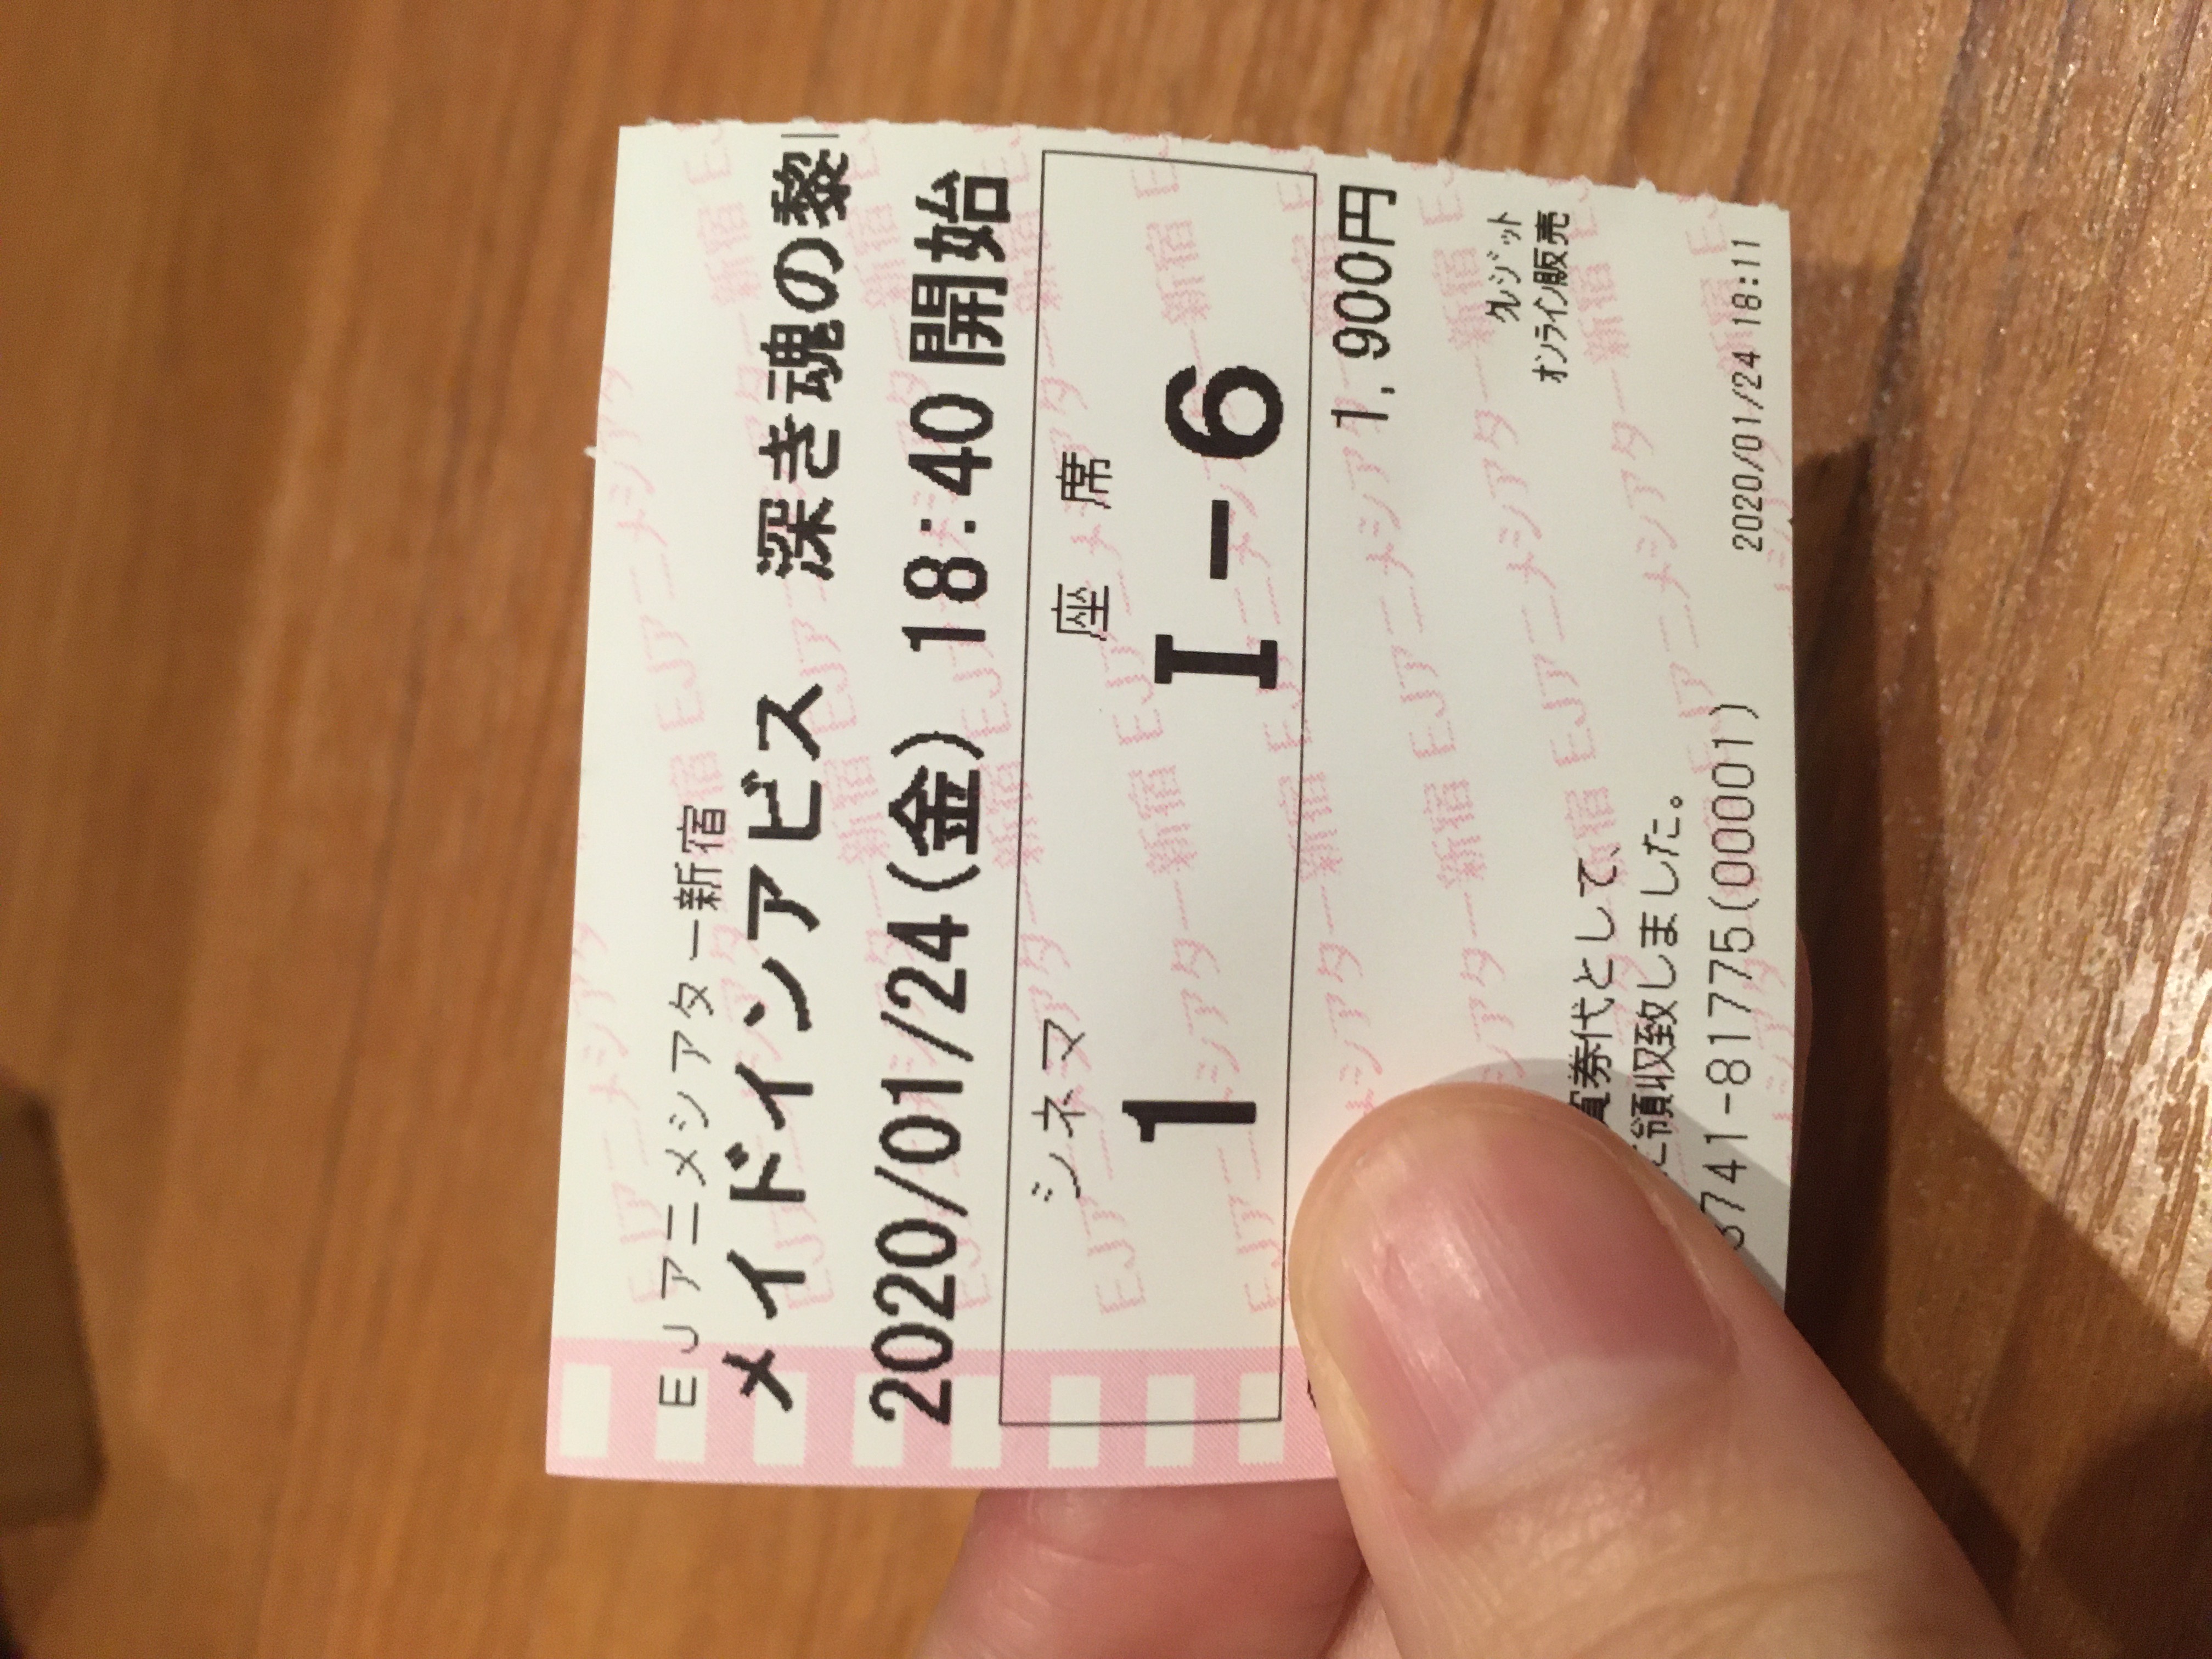 EJアニメシアター新宿
メイドインアビス 深き魂の黎
2020/01/24(金) 18:40 開始
シネマ 座席
1 I-6
1,900円
クレジット
オンライン販売
券代として、
領収致しました。
3741-81775(00001) 2020/01/24 18:11